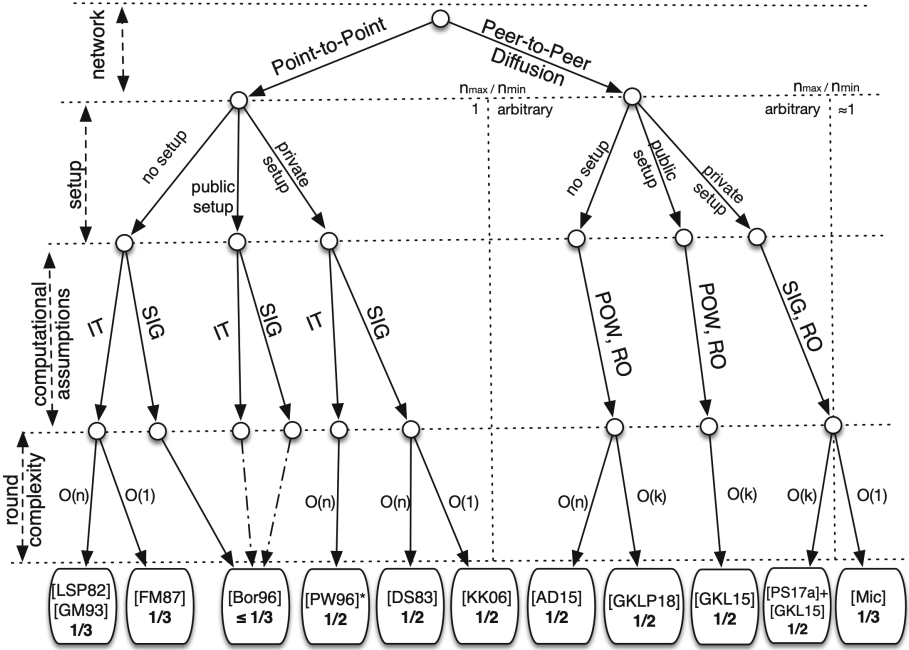 network
Point-to-Point
Peer-to-Peer
Diffusion
nmax / nmin
1
arbitrary
nmax / nmin
arbitrary
≈1
setup
no setup
public
setup
private
setup
no setup
public
setup
private
setup
computational
assumptions
IT
SIG
IT
SIG
IT
SIG
POW, RO
POW, RO
SIG, RO
round
complexity
O(n)
O(1)
O(n)
O(n)
O(1)
O(n)
O(k)
O(k)
O(k)
O(1)
[LSP82]
[GM93]
1/3
[FM87]
1/3
[Bor96]
≤ 1/3
[PW96]*
1/2
[DS83]
1/2
[KK06]
1/2
[AD15]
1/2
[GKLP18]
1/2
[GKL15]
1/2
[PS17a]+
[GKL15]
1/2
[Mic]
1/3